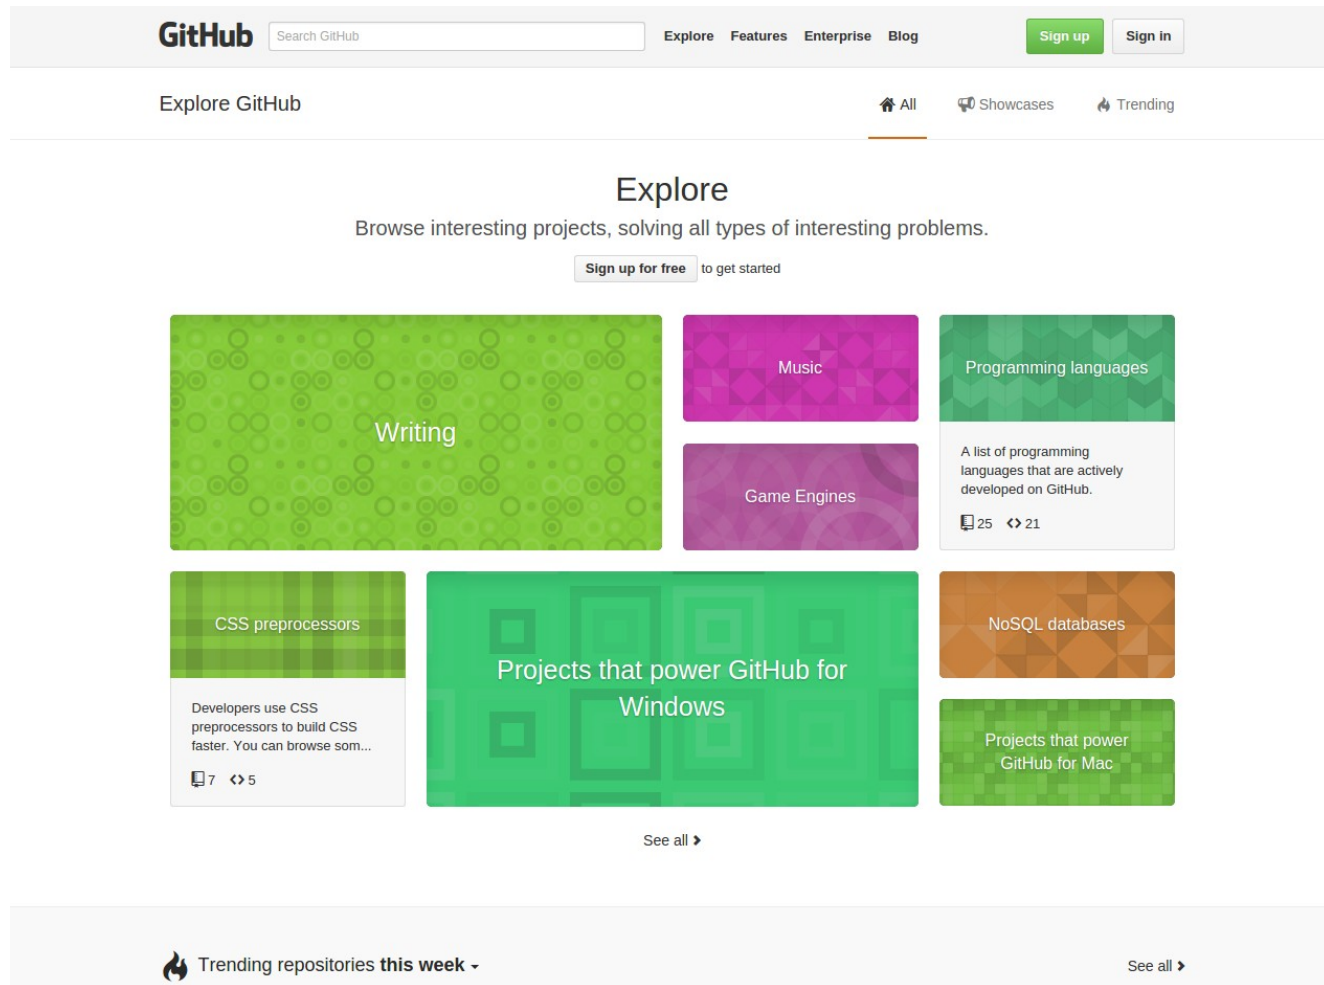 GitHub
Search GitHub
Explore Features Enterprise Blog
Sign up
Sign in
Explore GitHub
All
Showcases
Trending
Explore
Browse interesting projects, solving all types of interesting problems.
Sign up for free to get started
Writing
Music
Game Engines
Programming languages
A list of programming
languages that are actively
developed on GitHub.
25 21
CSS preprocessors
Developers use CSS
preprocessors to build CSS
faster. You can browse som...
7 5
Projects that power GitHub for
Windows
NoSQL databases
Projects that power
GitHub for Mac
See all
Trending repositories this week
See all